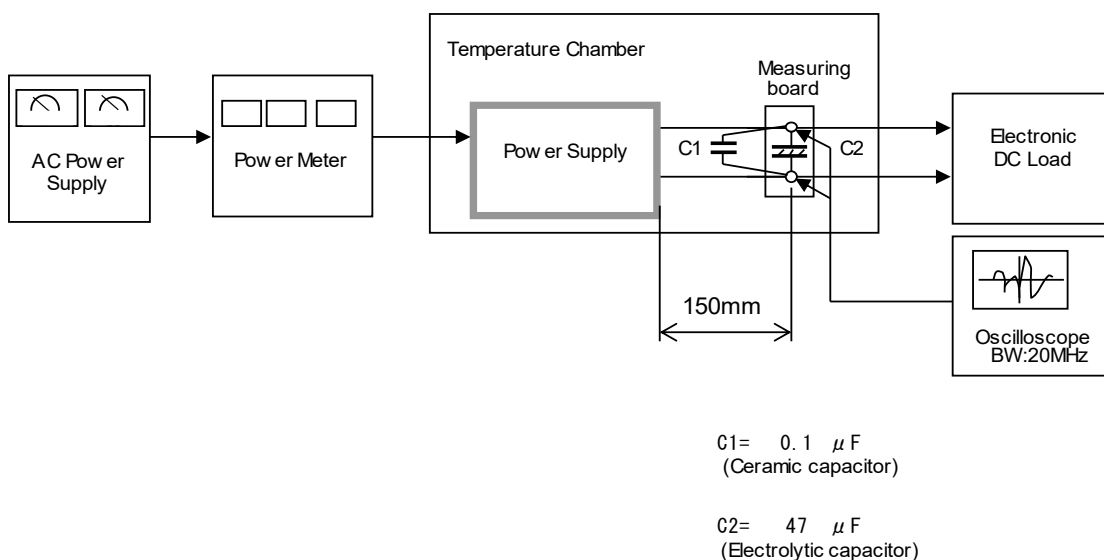 Temperature Chamber
Measuring
board
AC Power
Supply
Power Meter
Power Supply
C1
C2
Electronic
DC Load
150mm
Oscilloscope
BW:20MHz
C1= 0.1 μF
(Ceramic capacitor)
C2= 47 μF
(Electrolytic capacitor)